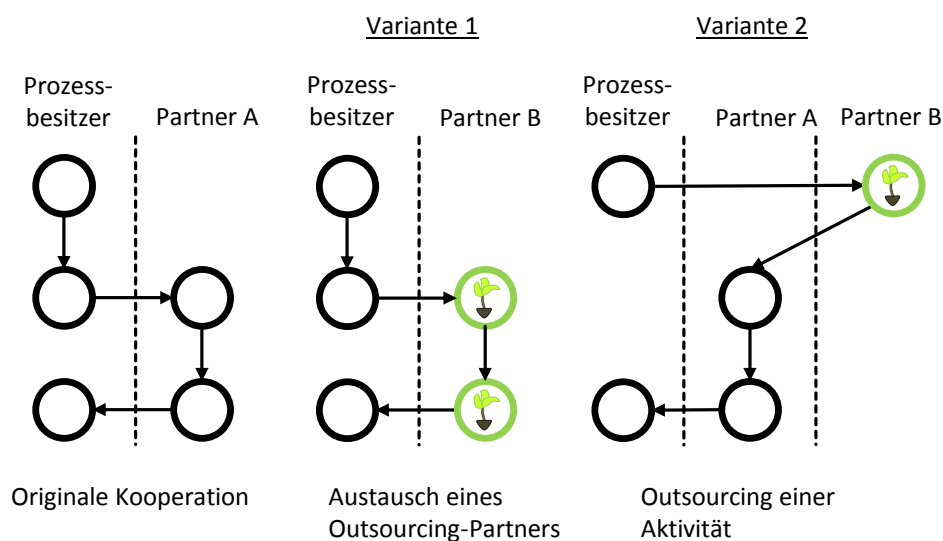 Variante 1
Variante 2
Prozess-
besitzer
Partner A
Prozess-
besitzer
Partner B
Prozess-
besitzer
Partner A
Partner B
Originale Kooperation
Austausch eines
Outsourcing-Partners
Outsourcing einer
Aktivität